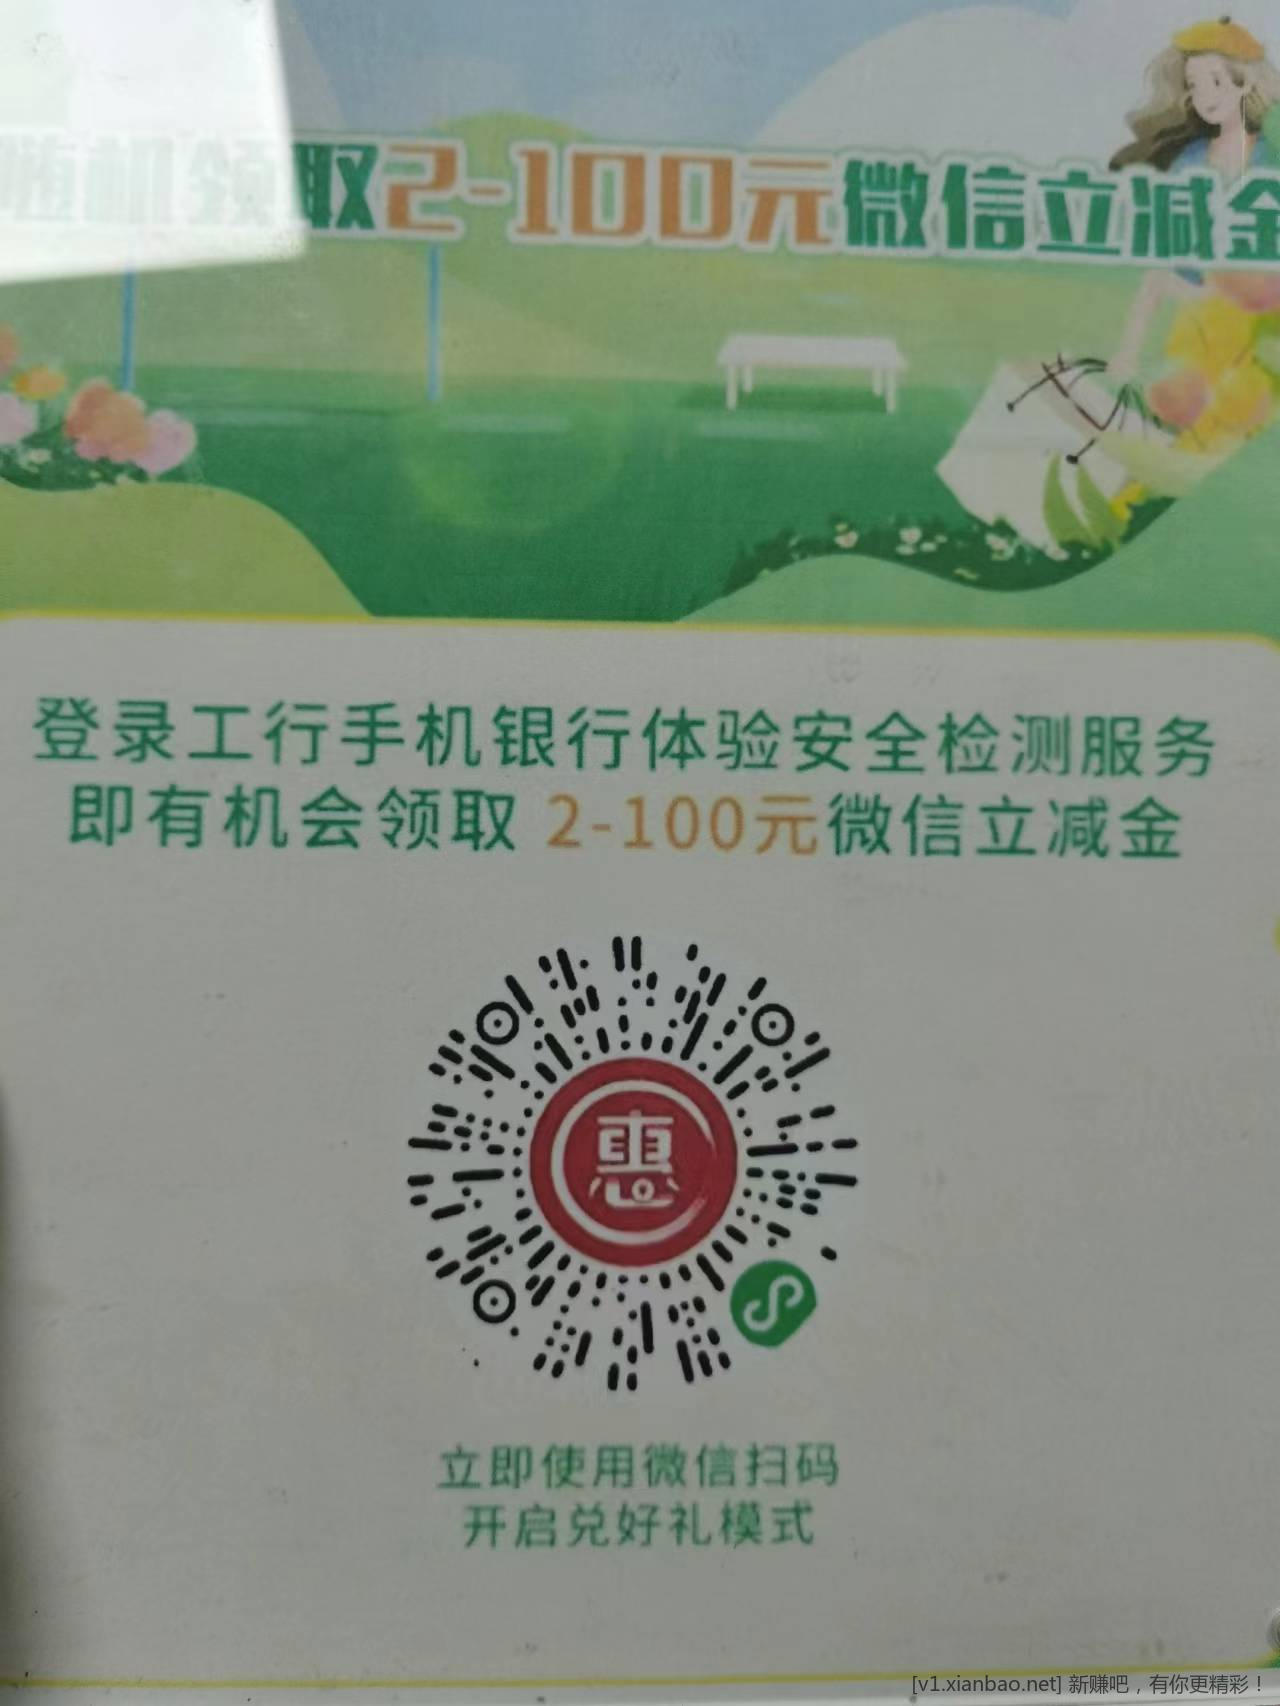 取2-100元微信立减金
登录工行手机银行体验安全检测服务
即有机会领取 2-100元微信立减金
惠
立即使用微信扫码
开启兑好礼模式
[v1.xianbao.net] 新赚吧，有你更精彩！